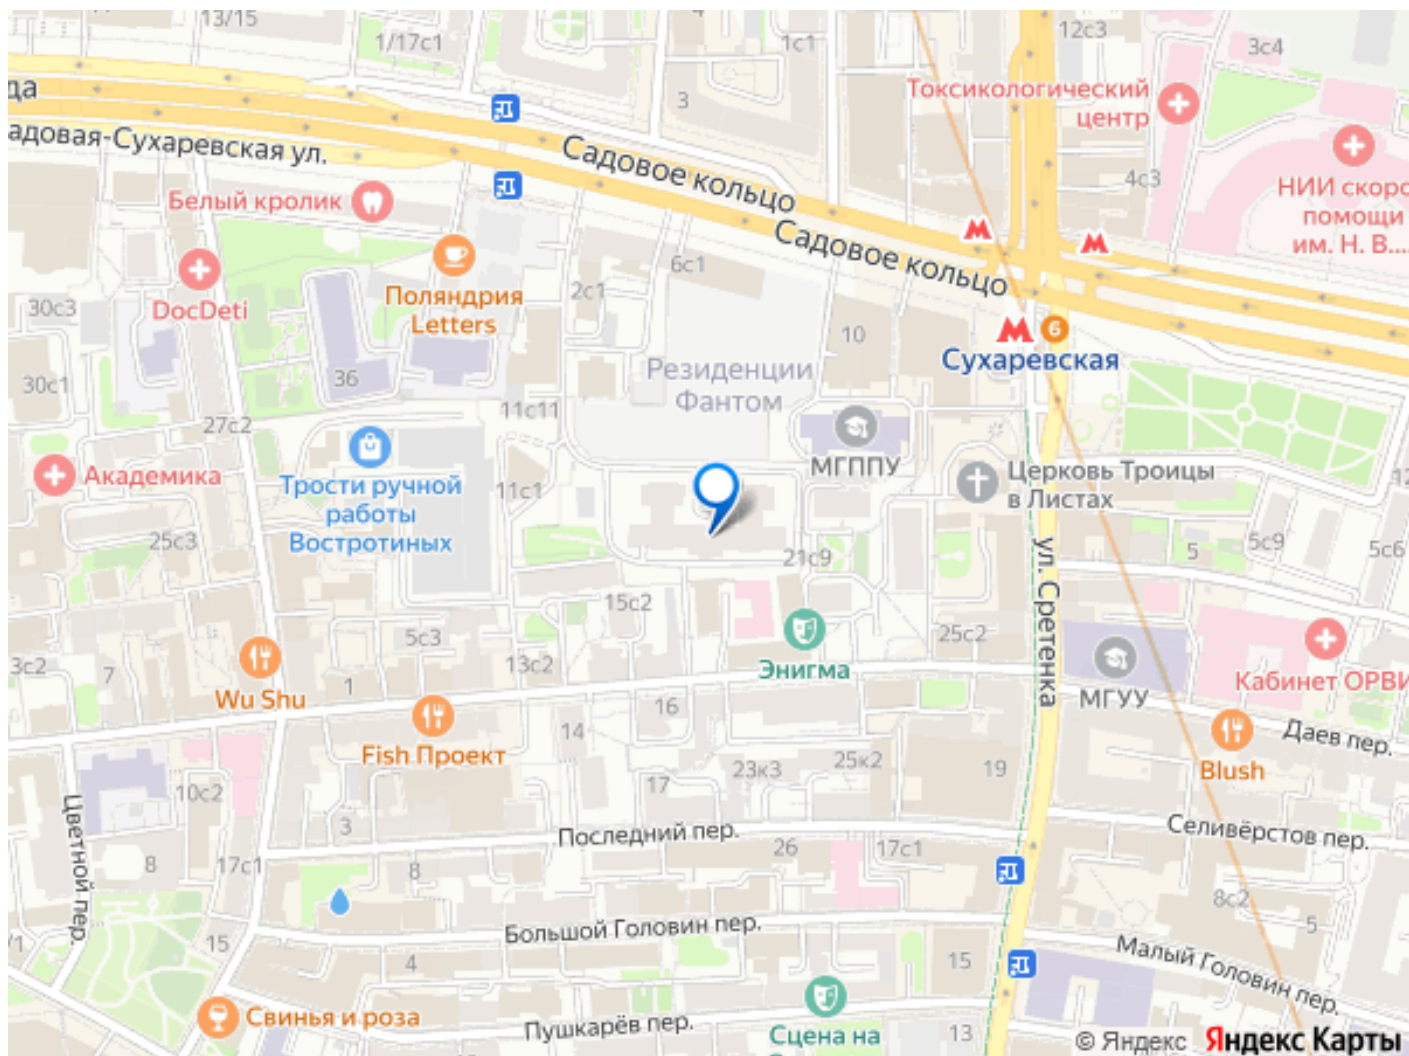 13/15
1/17с1
1с1
12с3
3с4
да
Токсикологический
центр
3
адовая-Сухаревская ул.
Садовое кольцо
4с3
НИИ скоро
помощи
им. Н. В....
Белый кролик
Садовое кольцо
6с1
DocDeti
30с3
Поляндрия
Letters
2с1
10
6
Сухаревская
Резиденции
Фантом
36
30с1
11с11
27с2
МГППУ
Академика
Трости ручной
работы
Востротиных
11с1
Церковь Троицы
в Листах
12
25с3
21с9
ул. Сретенка
5
5с9
5с6
15с2
5с3
Энигма
25с2
13с2
3с2
7
1
Wu Shu
МГУУ
Кабинет ОРВИ
Fish Проект
16
14
Даев пер.
Blush
23к3
25к2
19
17
10с2
Цветной пер.
3
Последний пер.
Селивёрстов пер.
8
17с1
8
26
17с1
8с2
5
Большой Головин пер.
/1
15
4
15
Малый Головин пер.
Свинья и роза
Пушкарёв пер.
Сцена на
13
© Яндекс Яндекс Карты